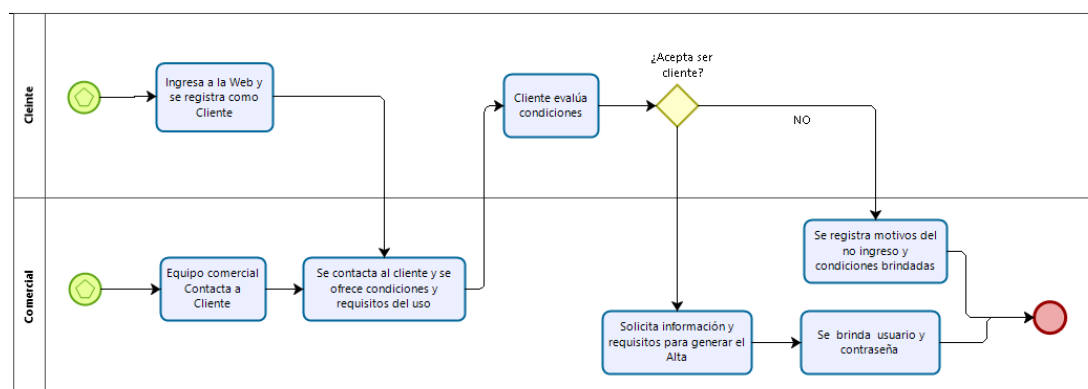 Cleinte
Ingresa a la Web y
se registra como
Cliente
Cliente evalúa
condiciones
¿Acepta ser
cliente?
NO
Comercial
Equipo comercial
Contacta a
Cliente
Se contacta al cliente y se
ofrece condiciones y
requisitos del uso
Solicita información y
requisitos para generar el
Alta
Se registra motivos del
no ingreso y
condiciones brindadas
Se brinda usuario y
contraseña